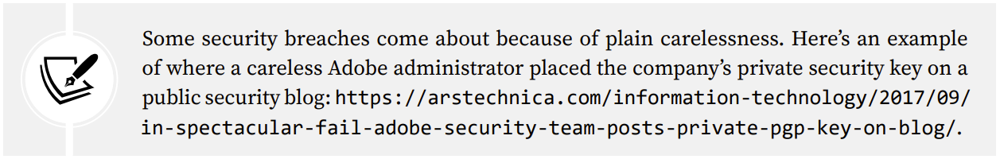 Some security breaches come about because of plain carelessness. Here’s an example
of where a careless Adobe administrator placed the company’s private security key on a
public security blog: https://arstechnica.com/information-technology/2017/09/
in-spectacular-fail-adobe-security-team-posts-private-pgp-key-on-blog/.